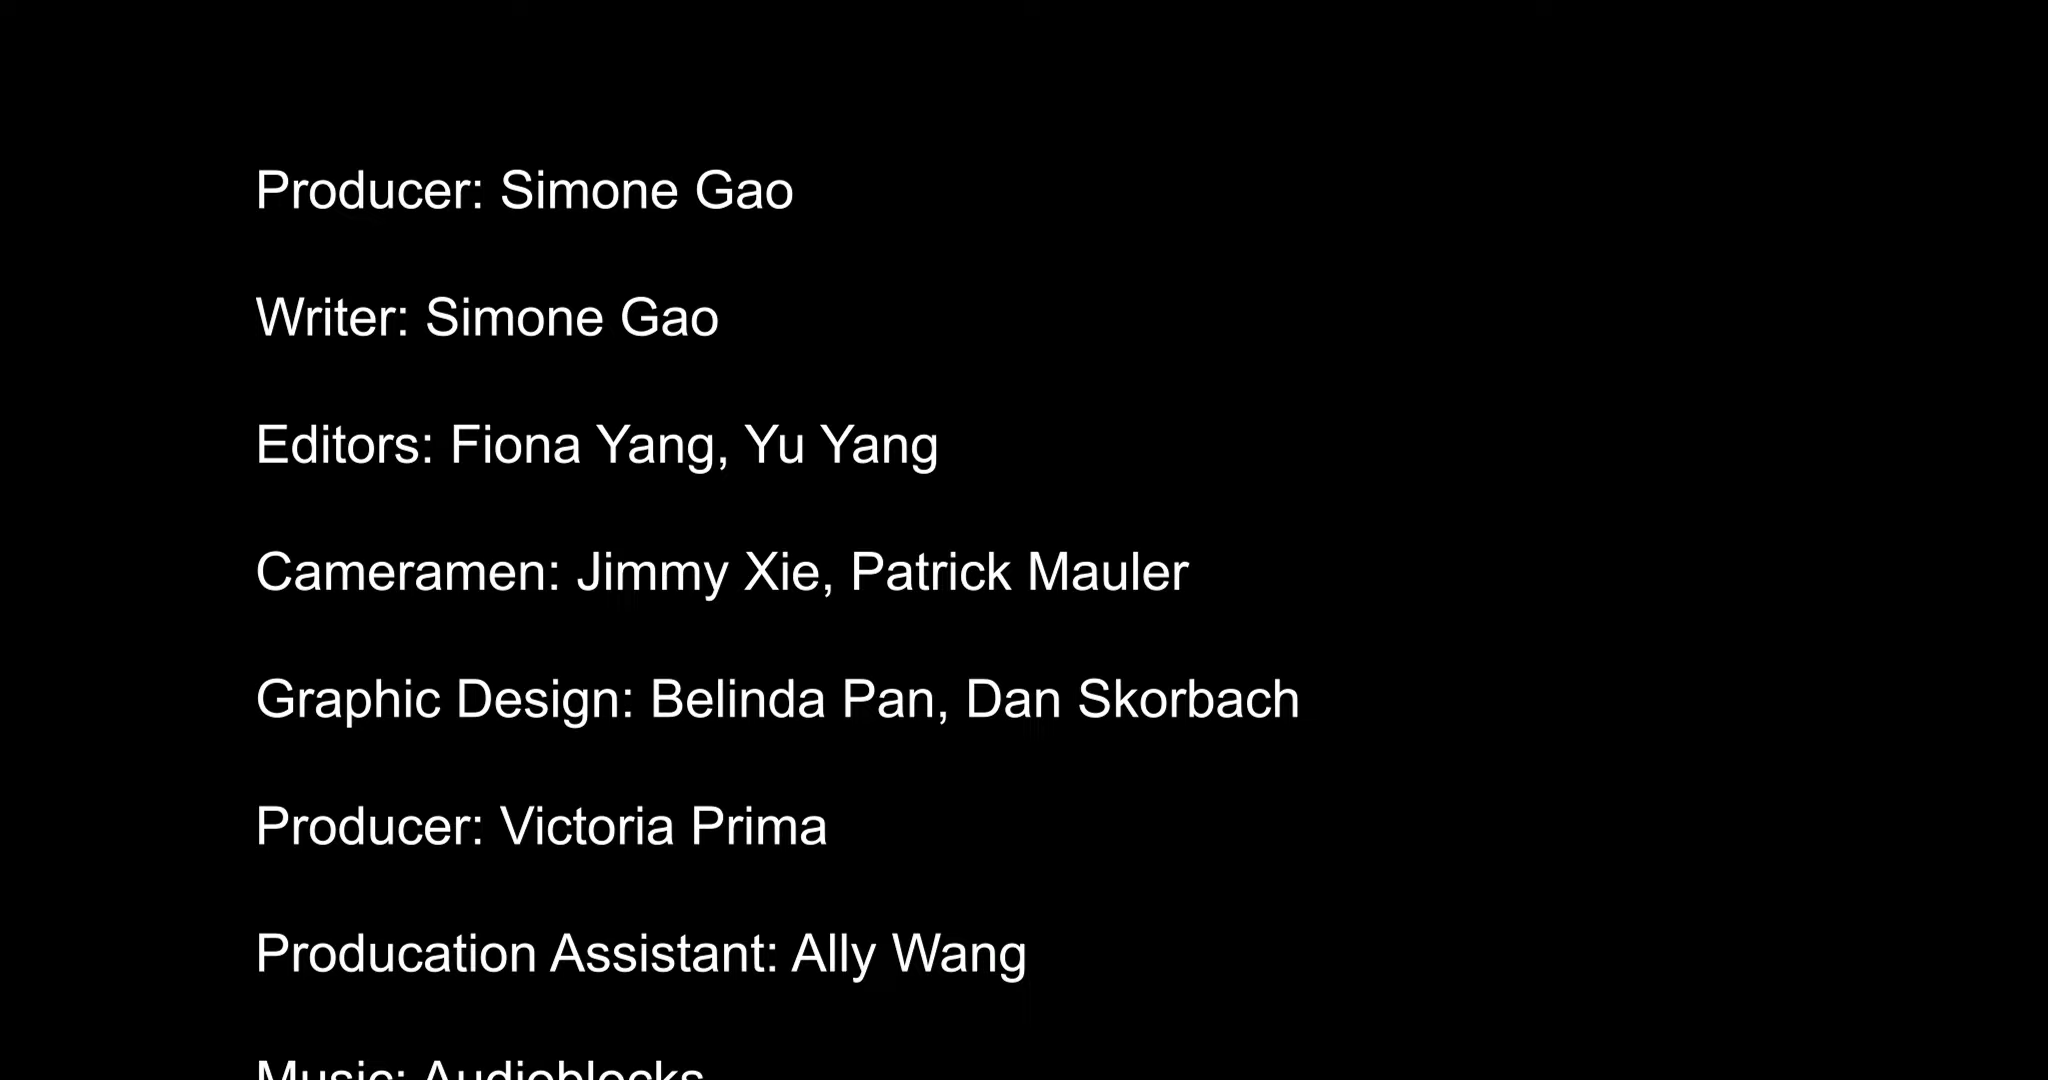 Producer: Simone Gao
Writer: Simone Gao
Editors: Fiona Yang, Yu Yang
Cameramen: Jimmy Xie, Patrick Mauler
Graphic Design: Belinda Pan, Dan Skorbach
Producer: Victoria Prima
Producation Assistant: Ally Wang
Music: Audioblocks